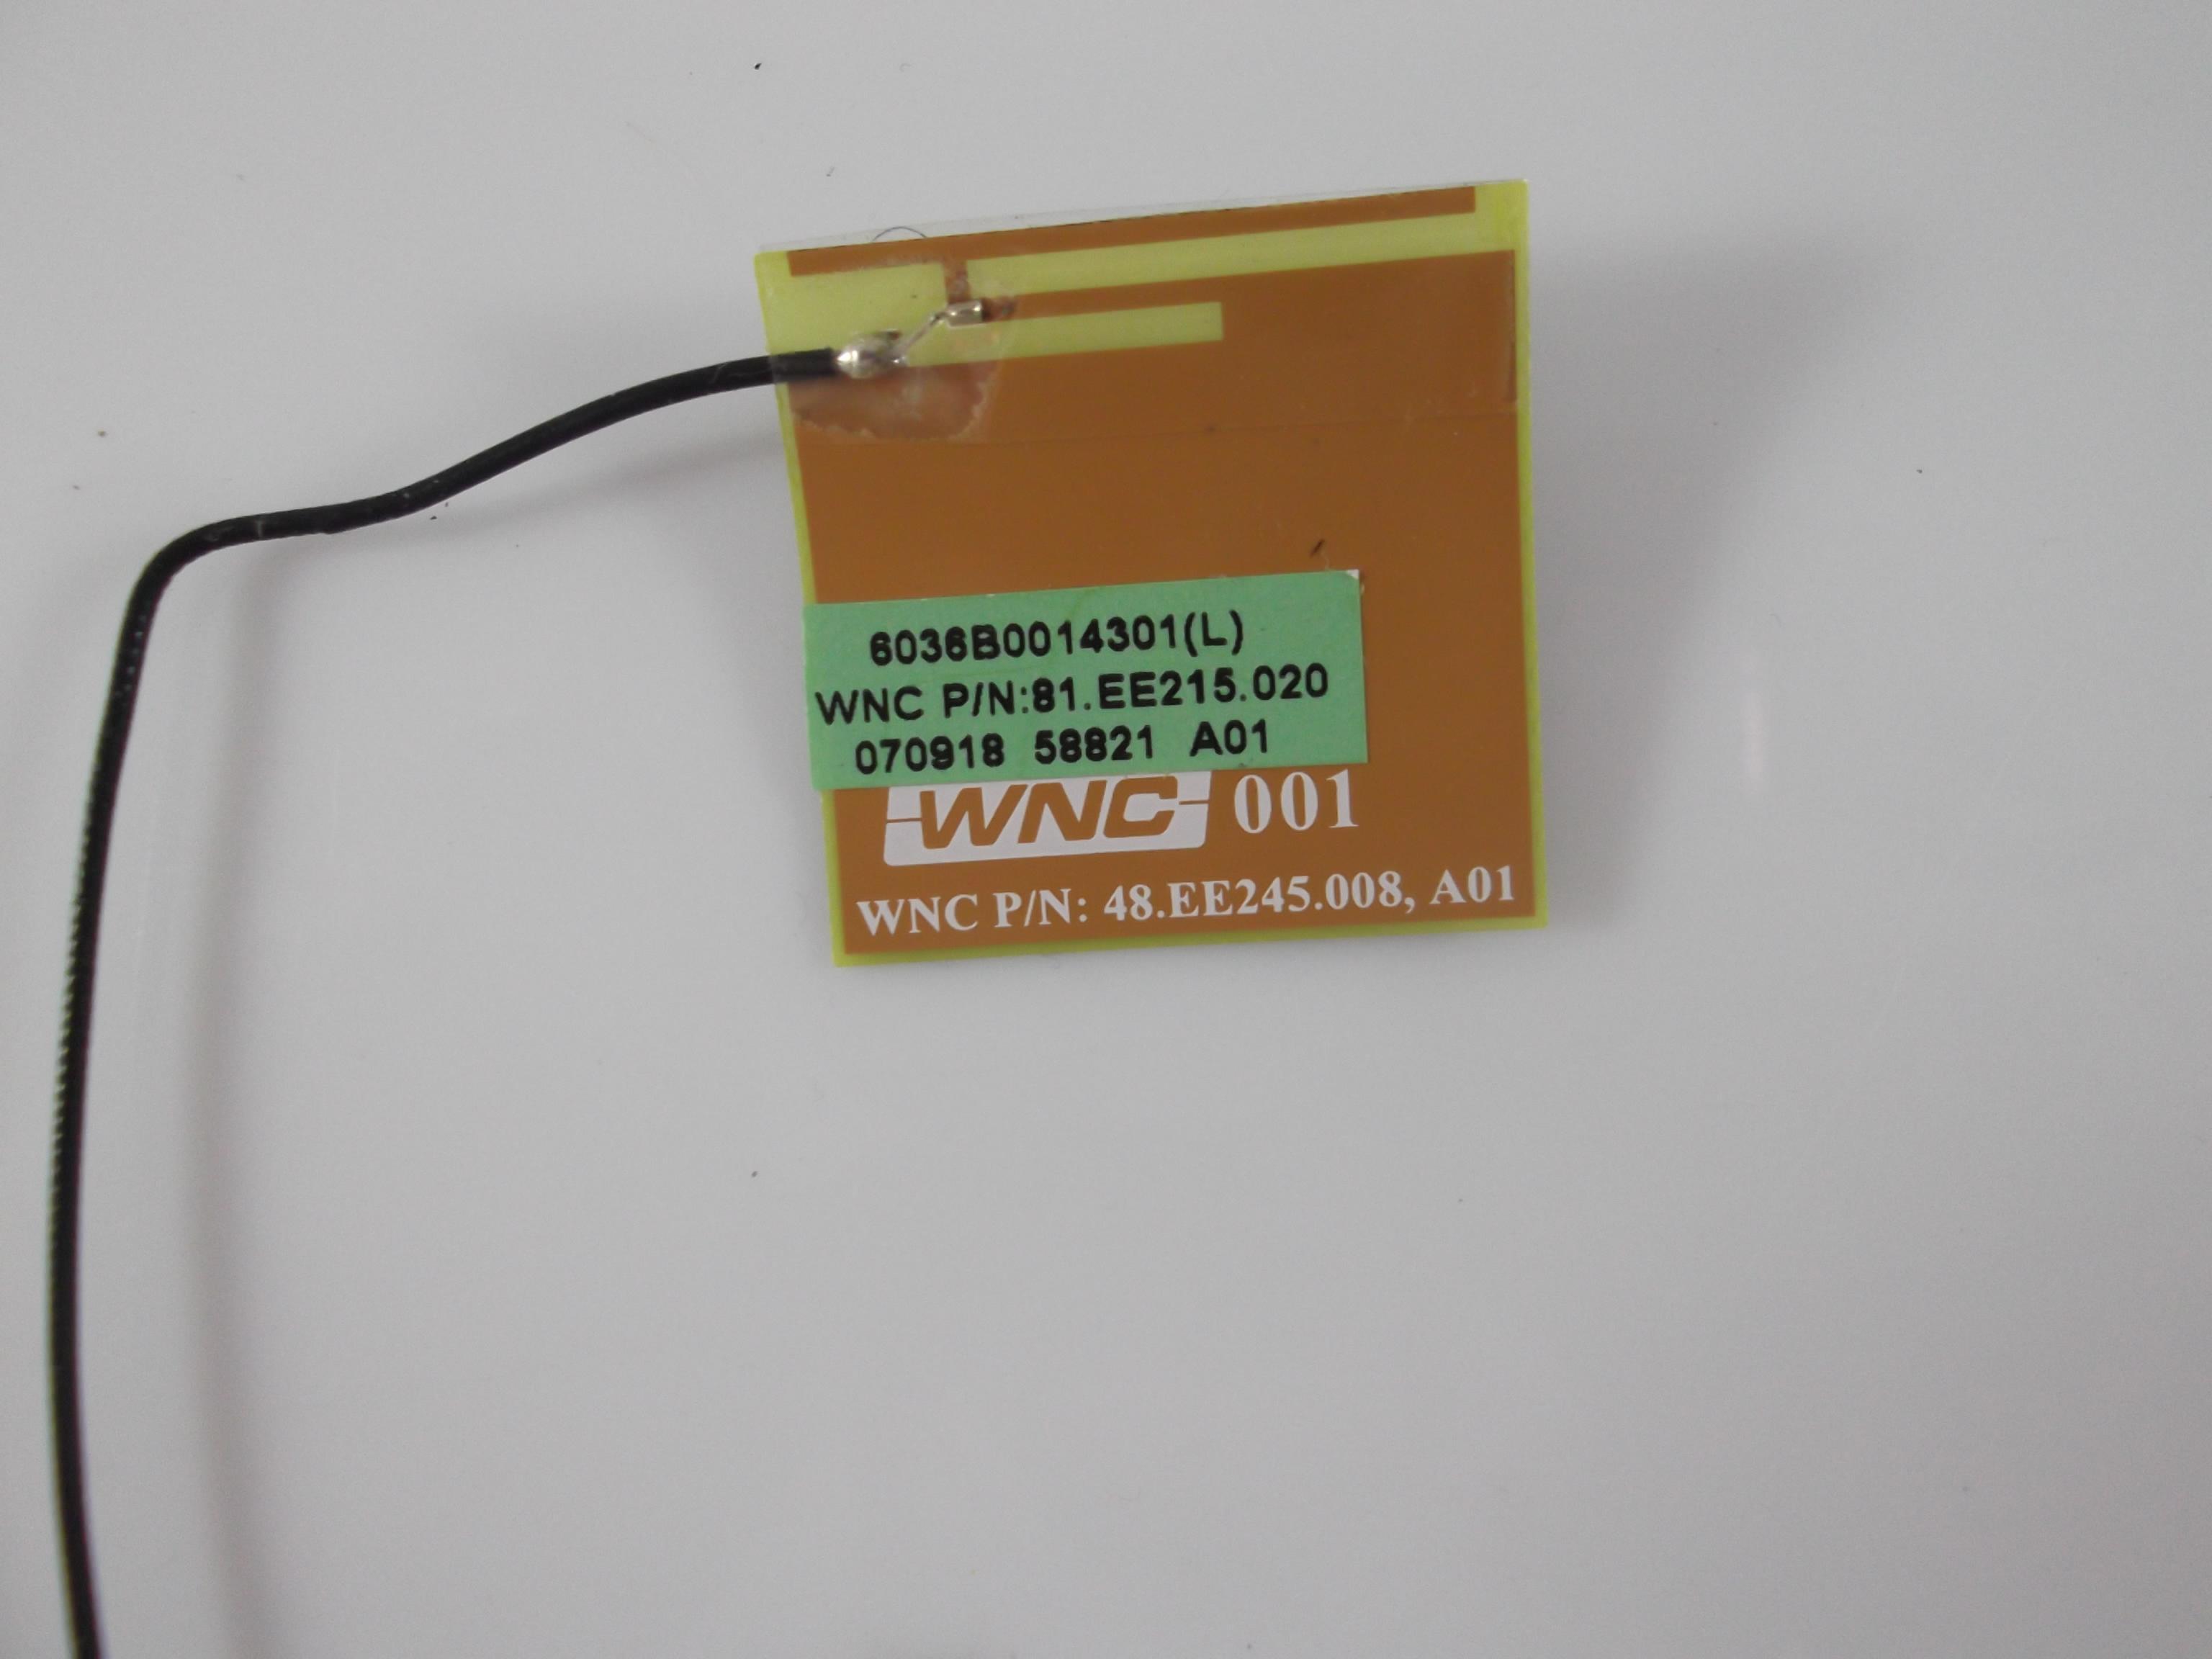 6036B0014301(L)
WNC P/N:81.EE215.020
070918 58821 A01
WNC 001
WNC P/N: 48.EE245.008, A01